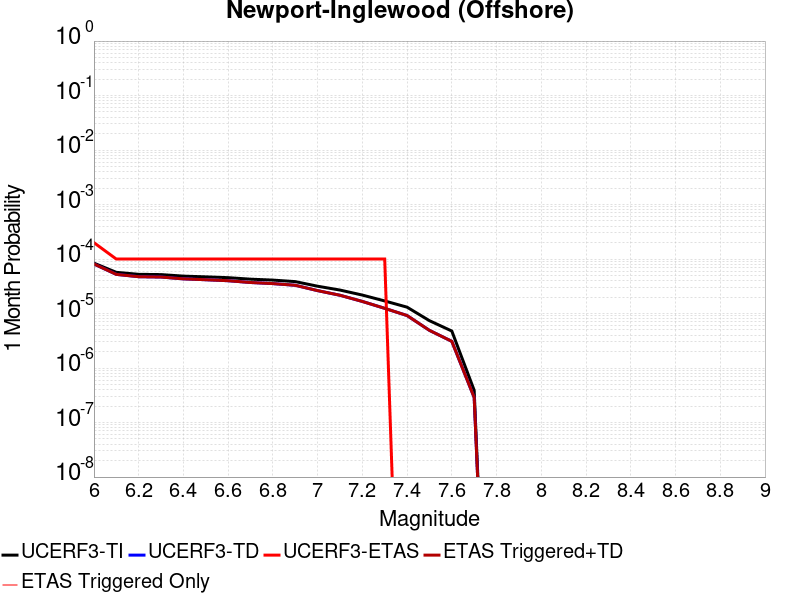 Newport-Inglewood (Offshore)
10^0
10^-1
10^-2
10^-3
10^-4
10^-5
10^-6
10^-7
10^-8
1 Month Probability
6 6.2 6.4 6.6 6.8 7 7.2 7.4 7.6 7.8 8 8.2 8.4 8.6 8.8 9
Magnitude
UCERF3-TI UCERF3-TD UCERF3-ETAS ETAS Triggered+TD
ETAS Triggered Only